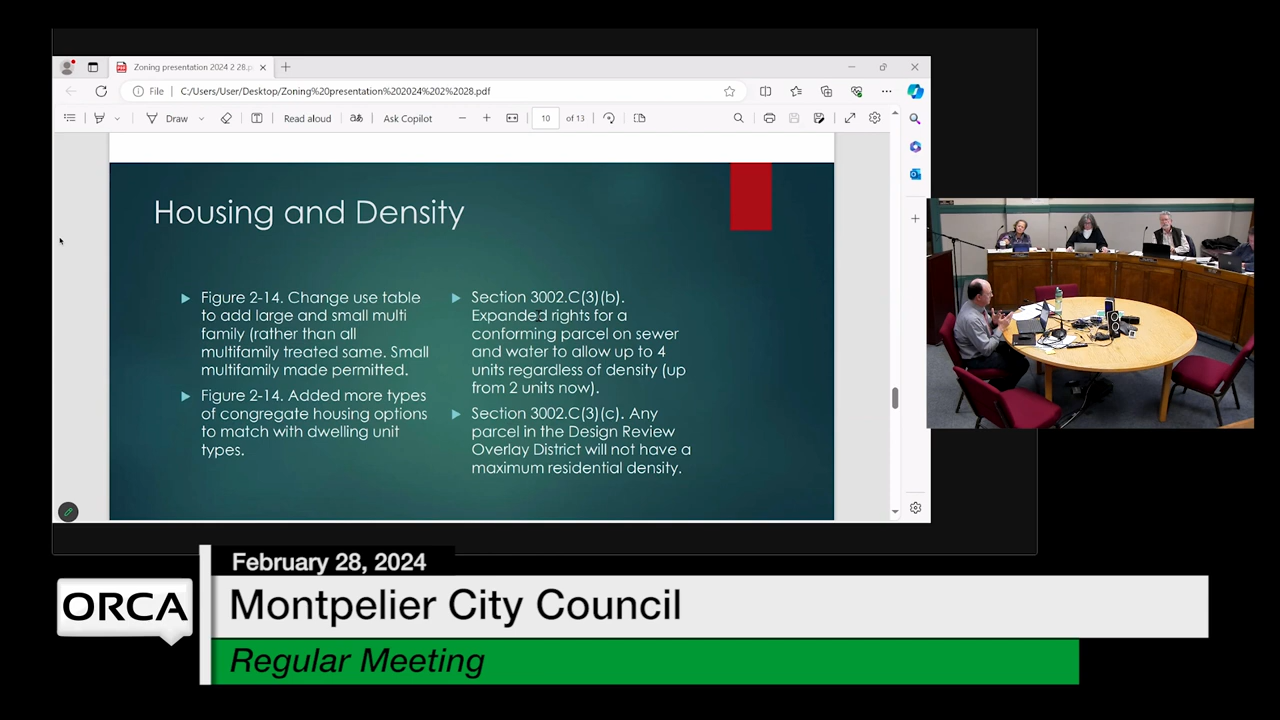 Zoning presentation 2024 2 28.p
File
C:/Users/User/Desktop/Zoning%20presentation%202024%202%2028.pdf
Draw
Read aloud
Ask Copilot
10
of 13
Housing and Density
Figure 2-14. Change use table
to add large and small multi
family (rather than all
multifamily treated same. Small
multifamily made permitted.
Figure 2-14. Added more types
of congregate housing options
to match with dwelling unit
types.
Section 3002.C(3)(b).
Expanded rights for a
conforming parcel on sewer
and water to allow up to 4
units regardless of density (up
from 2 units now).
Section 3002.C(3)(c). Any
parcel in the Design Review
Overlay District will not have a
maximum residential density.
February 28, 2024
ORCA
Montpelier City Council
Regular Meeting